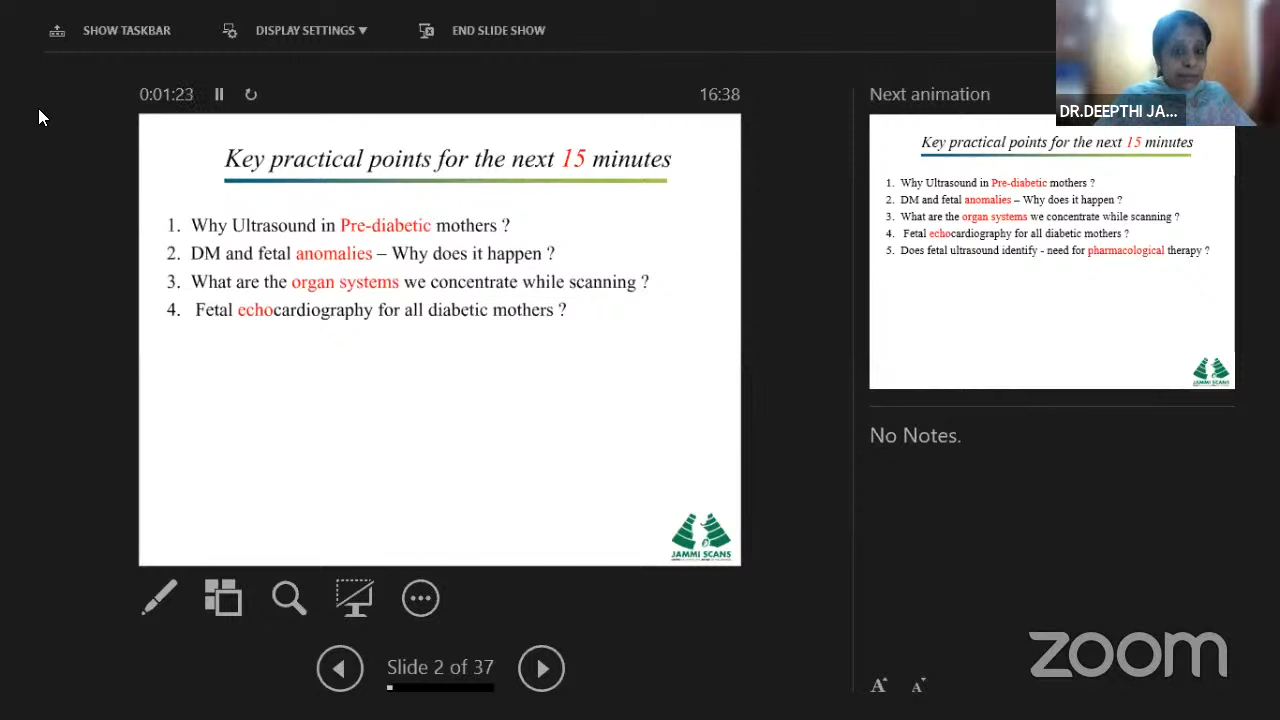 SHOW TASKBAR
DISPLAY SETTINGS ▼
END SLIDE SHOW
0:01:23
16:38
Next animation
DR.DEEPTHI JA...
Key practical points for the next 15 minutes
1. Why Ultrasound in Pre-diabetic mothers ?
2. DM and fetal anomalies – Why does it happen ?
3. What are the organ systems we concentrate while scanning ?
4. Fetal echocardiography for all diabetic mothers ?
JAMMI SCANS
Key practical points for the next 15 minutes
1. Why Ultrasound in Pre-diabetic mothers ?
2. DM and fetal anomalies – Why does it happen ?
3. What are the organ systems we concentrate while scanning ?
4. Fetal echocardiography for all diabetic mothers ?
5. Does fetal ultrasound identify - need for pharmacological therapy ?
JAMMI SCANS
No Notes.
Slide 2 of 37
A A
zoom